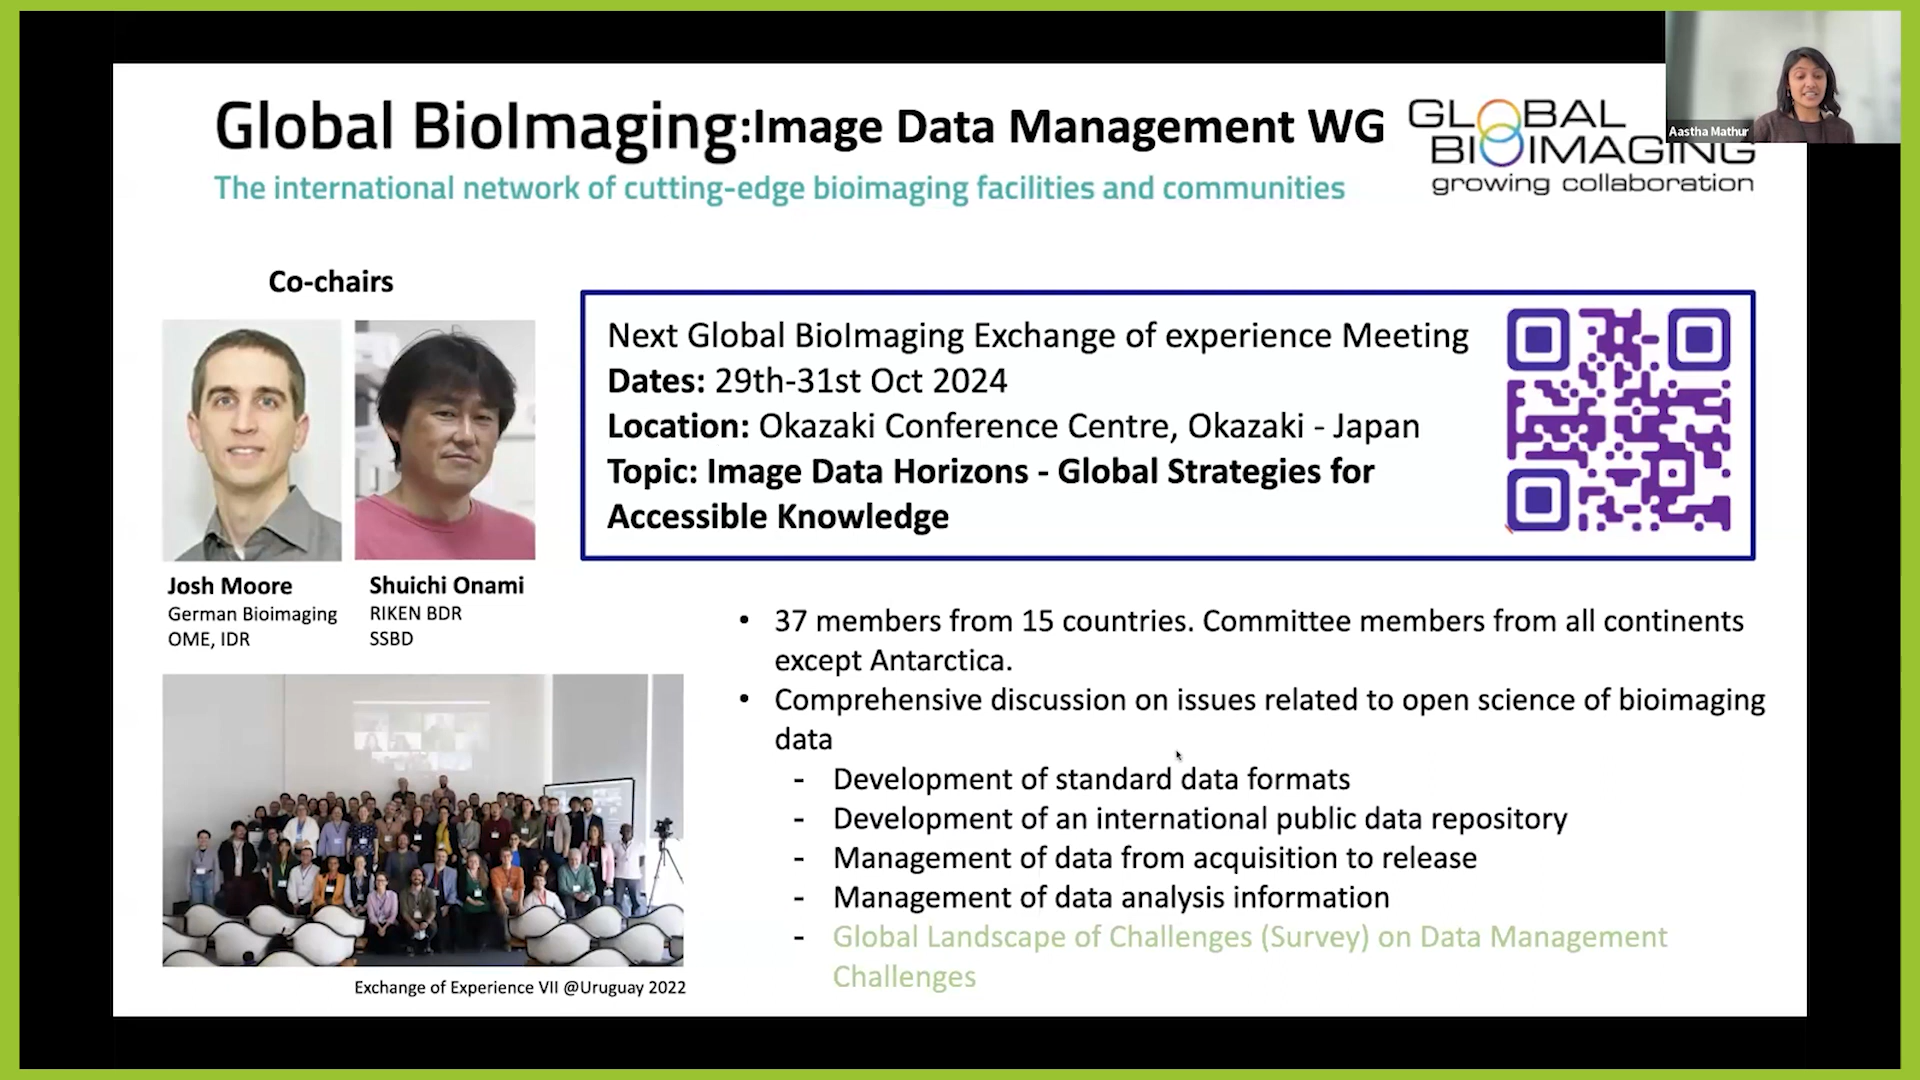 Global BioImaging:Image Data Management WG
The international network of cutting-edge bioimaging facilities and communities
GLOBAL
BIOIMAGING
growing collaboration
Aastha Mathur
Co-chairs
Josh Moore
German Bioimaging
OME, IDR
Shuichi Onami
RIKEN BDR
SSBD
Next Global BioImaging Exchange of experience Meeting
Dates: 29th-31st Oct 2024
Location: Okazaki Conference Centre, Okazaki - Japan
Topic: Image Data Horizons - Global Strategies for
Accessible Knowledge
• 37 members from 15 countries. Committee members from all continents
except Antarctica.
• Comprehensive discussion on issues related to open science of bioimaging
data
- Development of standard data formats
- Development of an international public data repository
- Management of data from acquisition to release
- Management of data analysis information
- Global Landscape of Challenges (Survey) on Data Management
Challenges
Exchange of Experience VII @Uruguay 2022